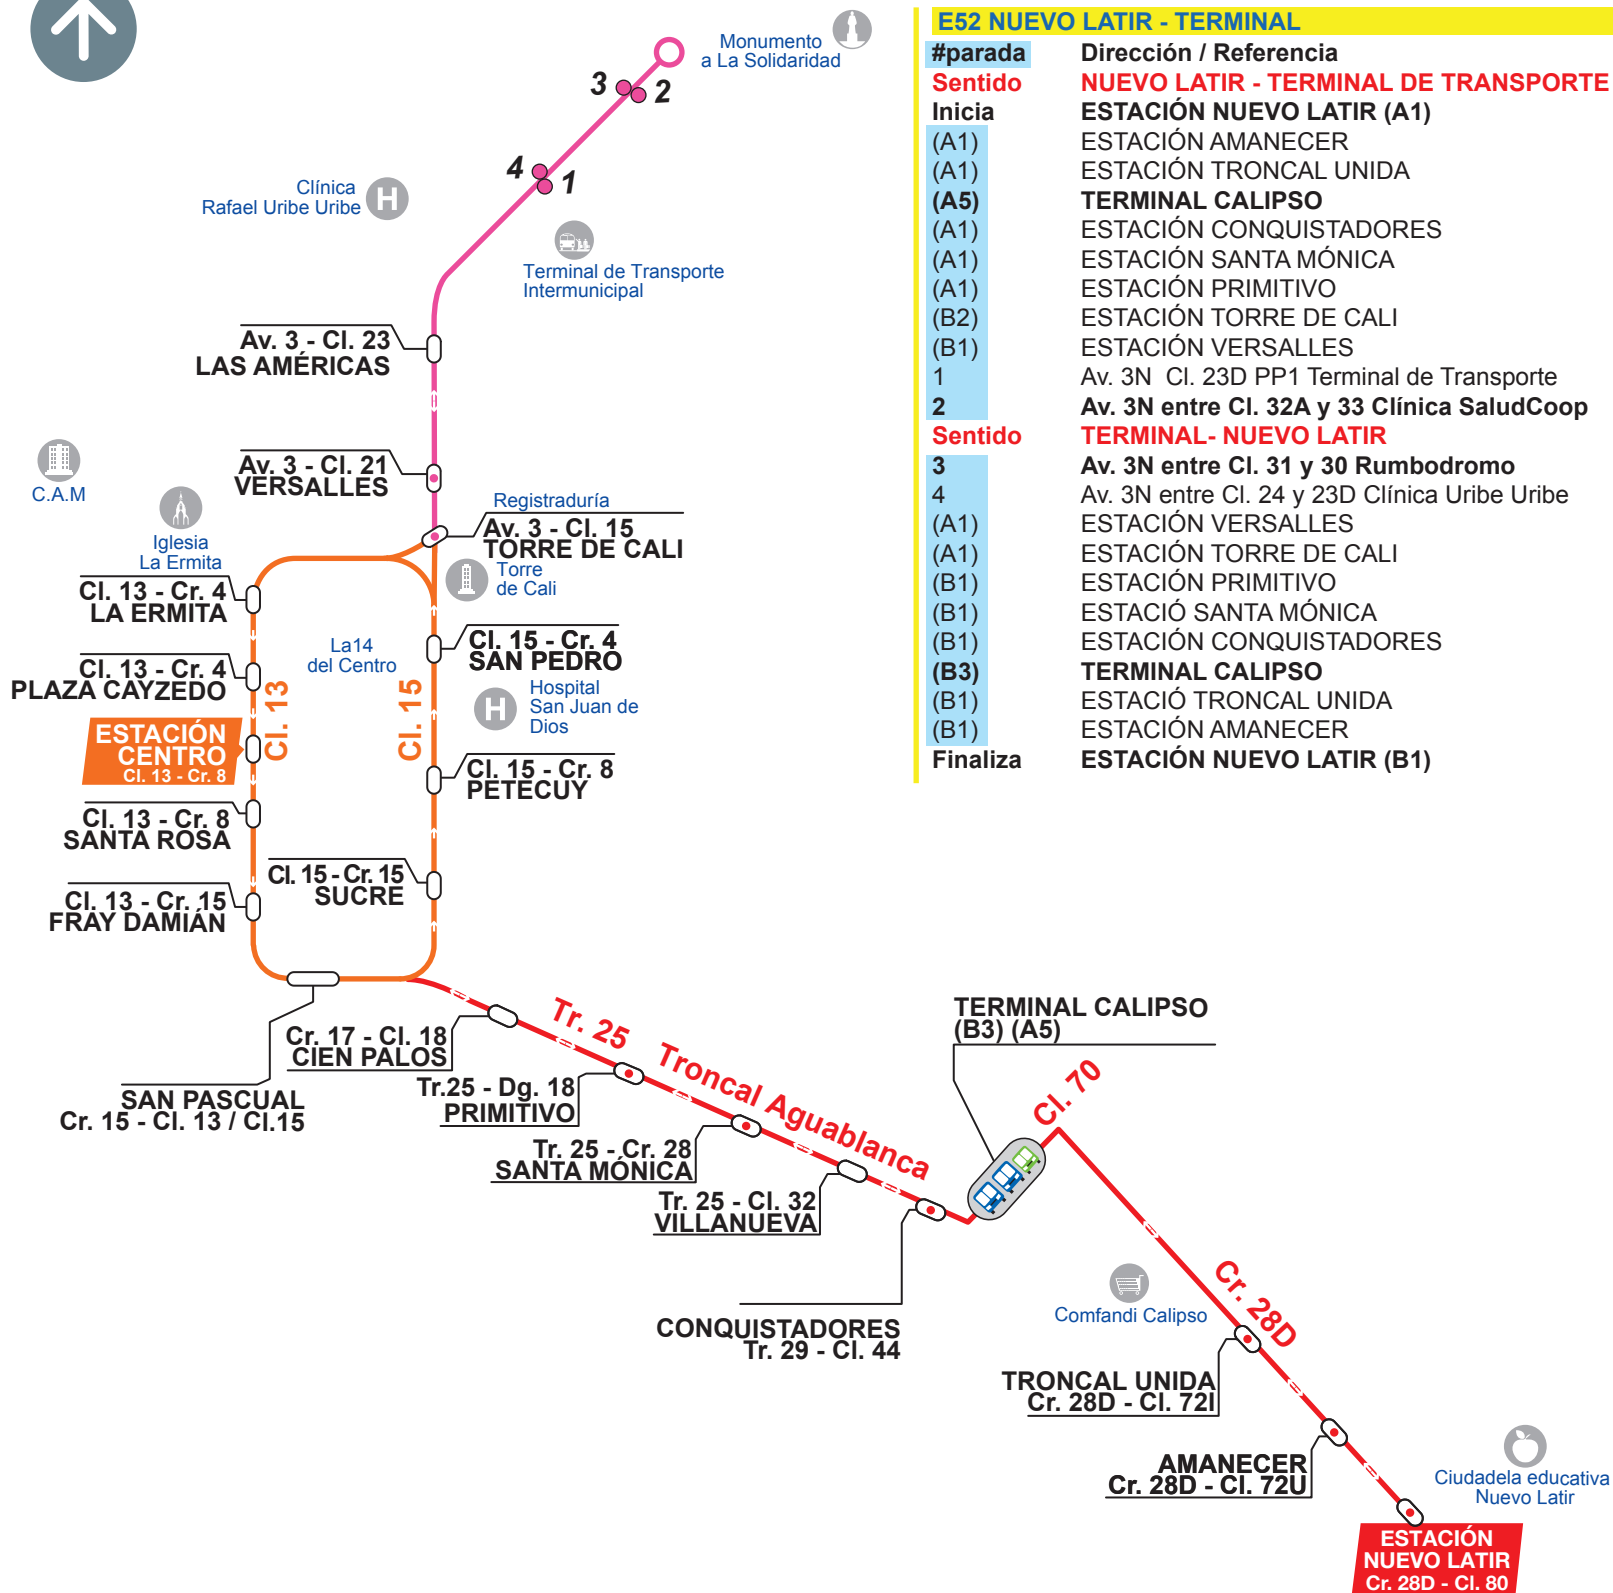 Monumento
a La Solidaridad
3
2
4
1
Clínica
Rafael Uribe Uribe
H
Terminal de Transporte
Intermunicipal
Av. 3 - Cl. 23
LAS AMÉRICAS
C.A.M
Av. 3 - Cl. 21
VERSALLES
Iglesia
La Ermita
Registraduría
Av. 3 - Cl. 15
TORRE DE CALI
Torre
de Cali
Cl. 13 - Cr. 4
LA ERMITA
La14
del Centro
Cl. 15 - Cr. 4
SAN PEDRO
Cl. 13 - Cr. 4
PLAZA CAYZEDO
Cl. 13
Cl. 15
H
Hospital
San Juan de
Dios
ESTACIÓN
CENTRO
Cl. 13 - Cr. 8
Cl. 15 - Cr. 8
PETECUY
Cl. 13 - Cr. 8
SANTA ROSA
Cl. 15 - Cr. 15
SUCRE
Cl. 13 - Cr. 15
FRAY DAMIÁN
Cr. 17 - Cl. 18
CIEN PALOS
SAN PASCUAL
Cr. 15 - Cl. 13 / Cl.15
Tr. 25 Troncal Aguablanca
Tr.25 - Dg. 18
PRIMITIVO
Tr. 25 - Cr. 28
SANTA MÓNICA
Tr. 25 - Cl. 32
VILLANUEVA
CONQUISTADORES
Tr. 29 - Cl. 44
TERMINAL CALIPSO
(B3) (A5)
Cl. 70
Comfandi Calipso
Cr. 28D
TRONCAL UNIDA
Cr. 28D - Cl. 72I
AMANECER
Cr. 28D - Cl. 72U
Ciudadela educativa
Nuevo Latir
ESTACIÓN
NUEVO LATIR
Cr. 28D - Cl. 80
E52 NUEVO LATIR - TERMINAL
#parada Dirección / Referencia
Sentido NUEVO LATIR - TERMINAL DE TRANSPORTE
Inicia ESTACIÓN NUEVO LATIR (A1)
(A1) ESTACIÓN AMANECER
(A1) ESTACIÓN TRONCAL UNIDA
(A5) TERMINAL CALIPSO
(A1) ESTACIÓN CONQUISTADORES
(A1) ESTACIÓN SANTA MÓNICA
(A1) ESTACIÓN PRIMITIVO
(B2) ESTACIÓN TORRE DE CALI
(B1) ESTACIÓN VERSALLES
1 Av. 3N Cl. 23D PP1 Terminal de Transporte
2 Av. 3N entre Cl. 32A y 33 Clínica SaludCoop
Sentido TERMINAL- NUEVO LATIR
3 Av. 3N entre Cl. 31 y 30 Rumbodromo
4 Av. 3N entre Cl. 24 y 23D Clínica Uribe Uribe
(A1) ESTACIÓN VERSALLES
(A1) ESTACIÓN TORRE DE CALI
(B1) ESTACIÓN PRIMITIVO
(B1) ESTACIÓ SANTA MÓNICA
(B1) ESTACIÓN CONQUISTADORES
(B3) TERMINAL CALIPSO
(B1) ESTACIÓ TRONCAL UNIDA
(B1) ESTACIÓN AMANECER
Finaliza ESTACIÓN NUEVO LATIR (B1)